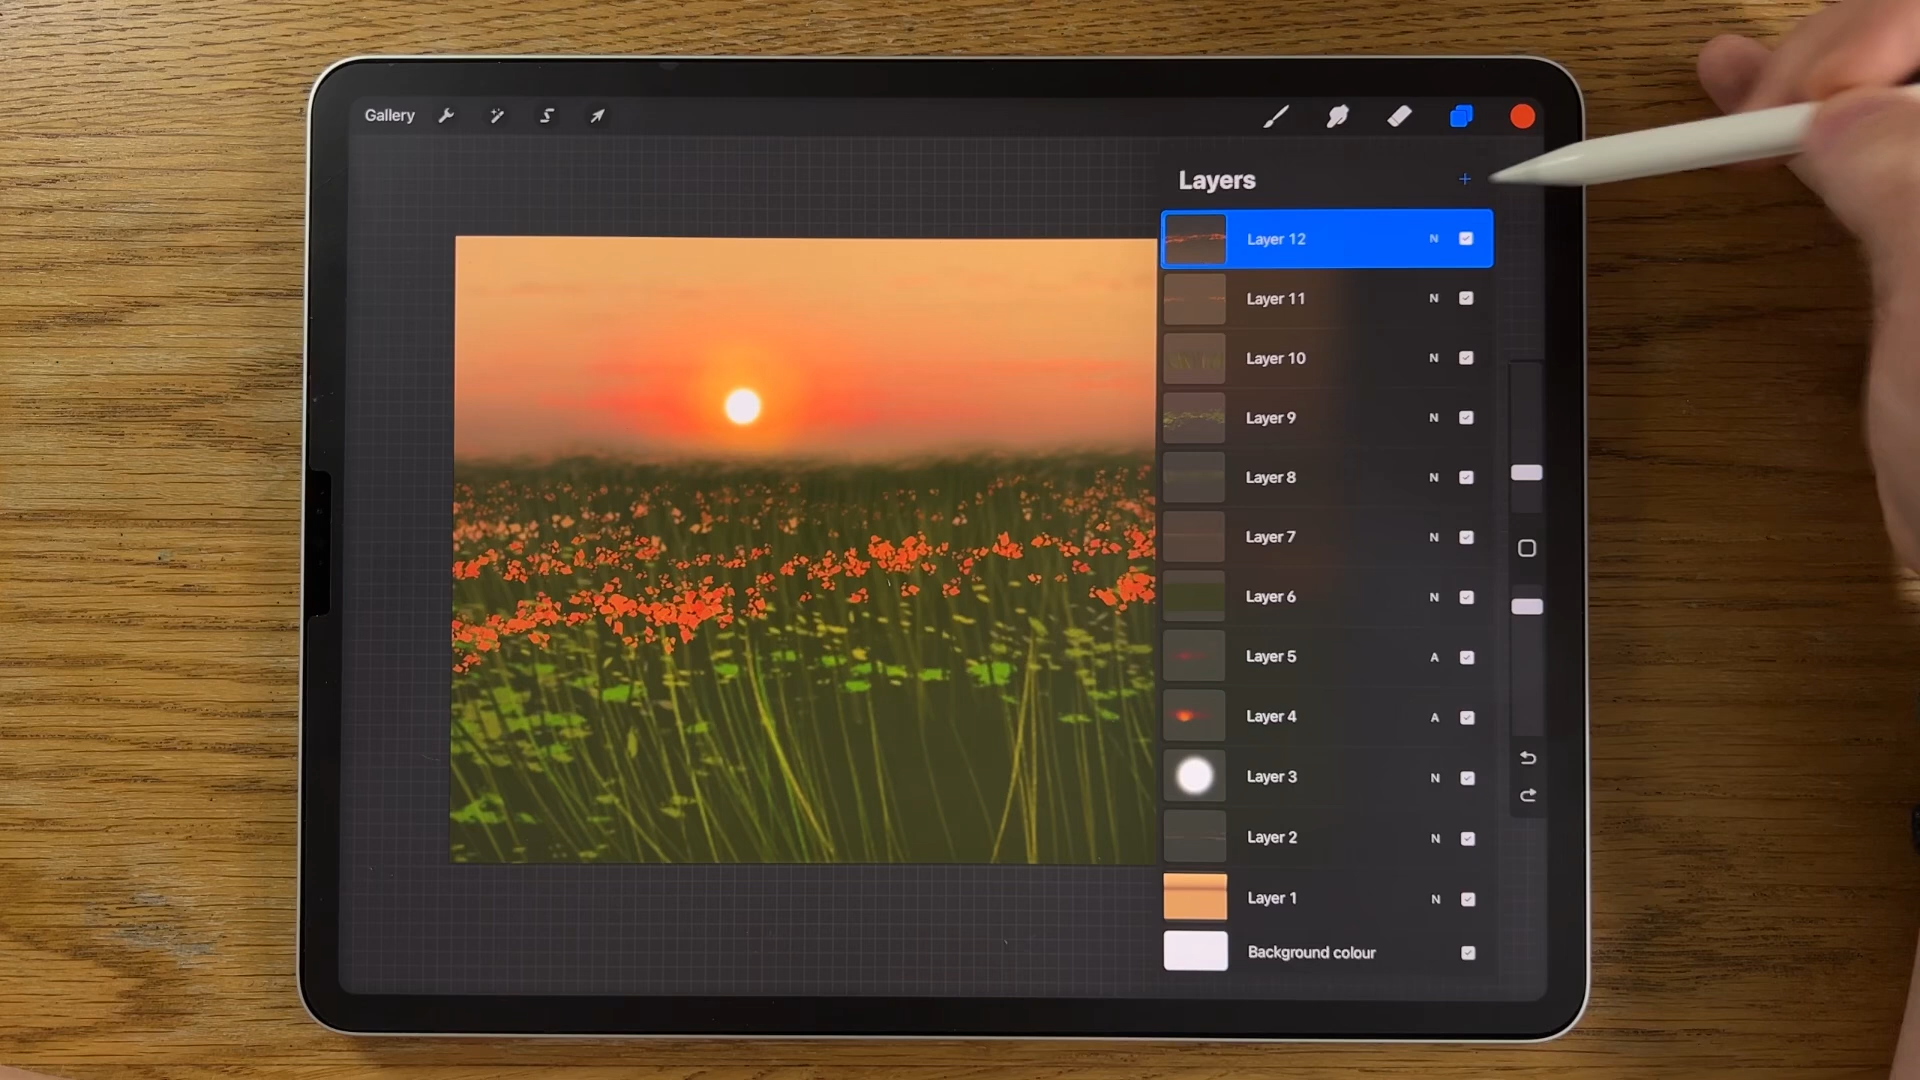 Gallery
Layers
Layer 12 N
Layer 11 N
Layer 10 N
Layer 9 N
Layer 8 N
Layer 7 N
Layer 6 N
Layer 5 A
Layer 4 A
Layer 3 N
Layer 2 N
Layer 1 N
Background colour